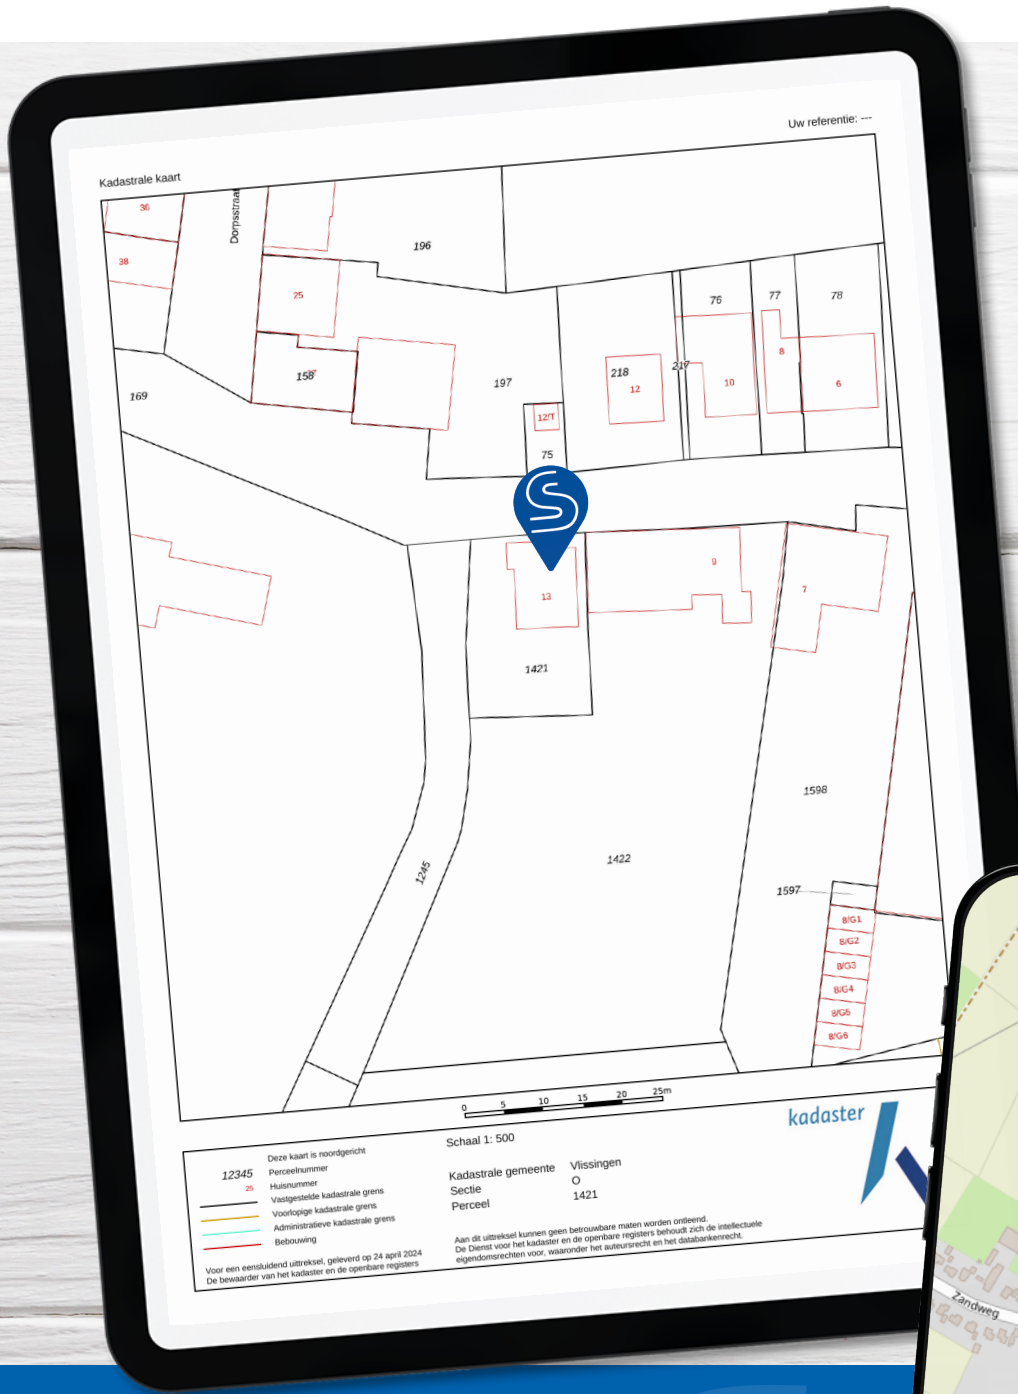 Uw referentie: ---
Kadastrale kaart
36
38
Dorpsstraat
196
25
158
169
197
12/T
75
218
12
217
76
10
77
8
78
6
S
13
9
7
1421
1598
1422
1245
1597
8/G1
8/G2
8/G3
8/G4
8/G5
8/G6
0 5 10 15 20 25m
Schaal 1: 500
kadaster
Deze kaart is noordgericht
12345 Perceelnummer
25 Huisnummer
Vastgestelde kadastrale grens
Voorlopige kadastrale grens
Administratieve kadastrale grens
Bebouwing
Voor een eensluidend uittreksel, geleverd op 24 april 2024
De bewaarder van het kadaster en de openbare registers
Kadastrale gemeente Vlissingen
Sectie O
Perceel 1421
Aan dit uittreksel kunnen geen betrouwbare maten worden ontleend.
De Dienst voor het kadaster en de openbare registers behoudt zich de intellectuele
eigendomsrechten voor, waaronder het auteursrecht en het databankenrecht.
Zandweg